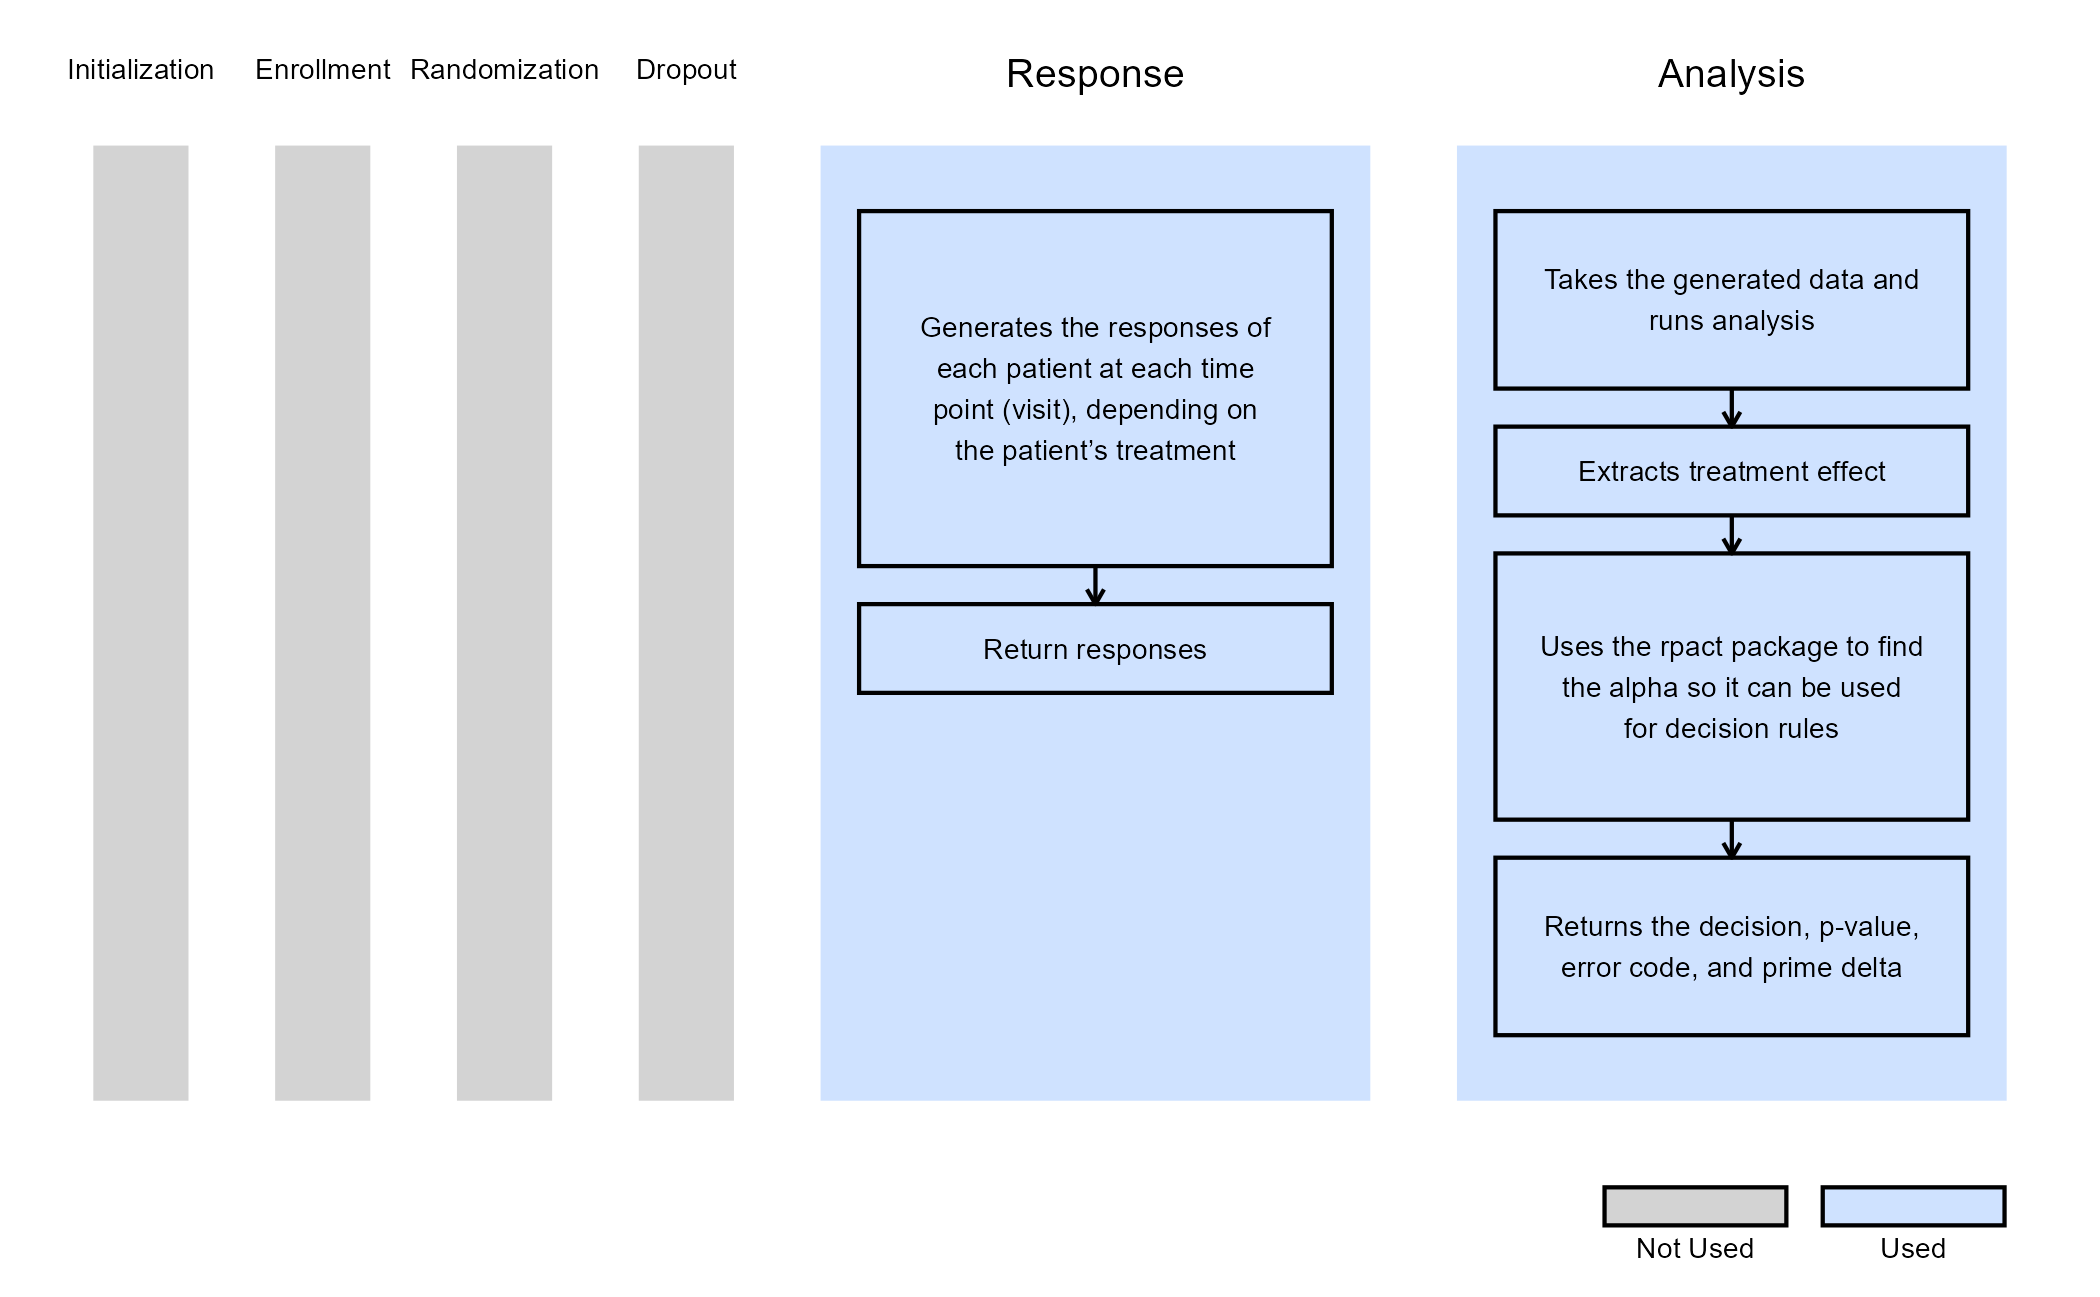 Initialization
Enrollment
Randomization
Dropout
Response
Analysis
Generates the responses of
each patient at each time
point (visit), depending on
the patient’s treatment
Return responses
Takes the generated data and
runs analysis
Extracts treatment effect
Uses the rpact package to find
the alpha so it can be used
for decision rules
Returns the decision, p-value,
error code, and prime delta
Not Used
Used